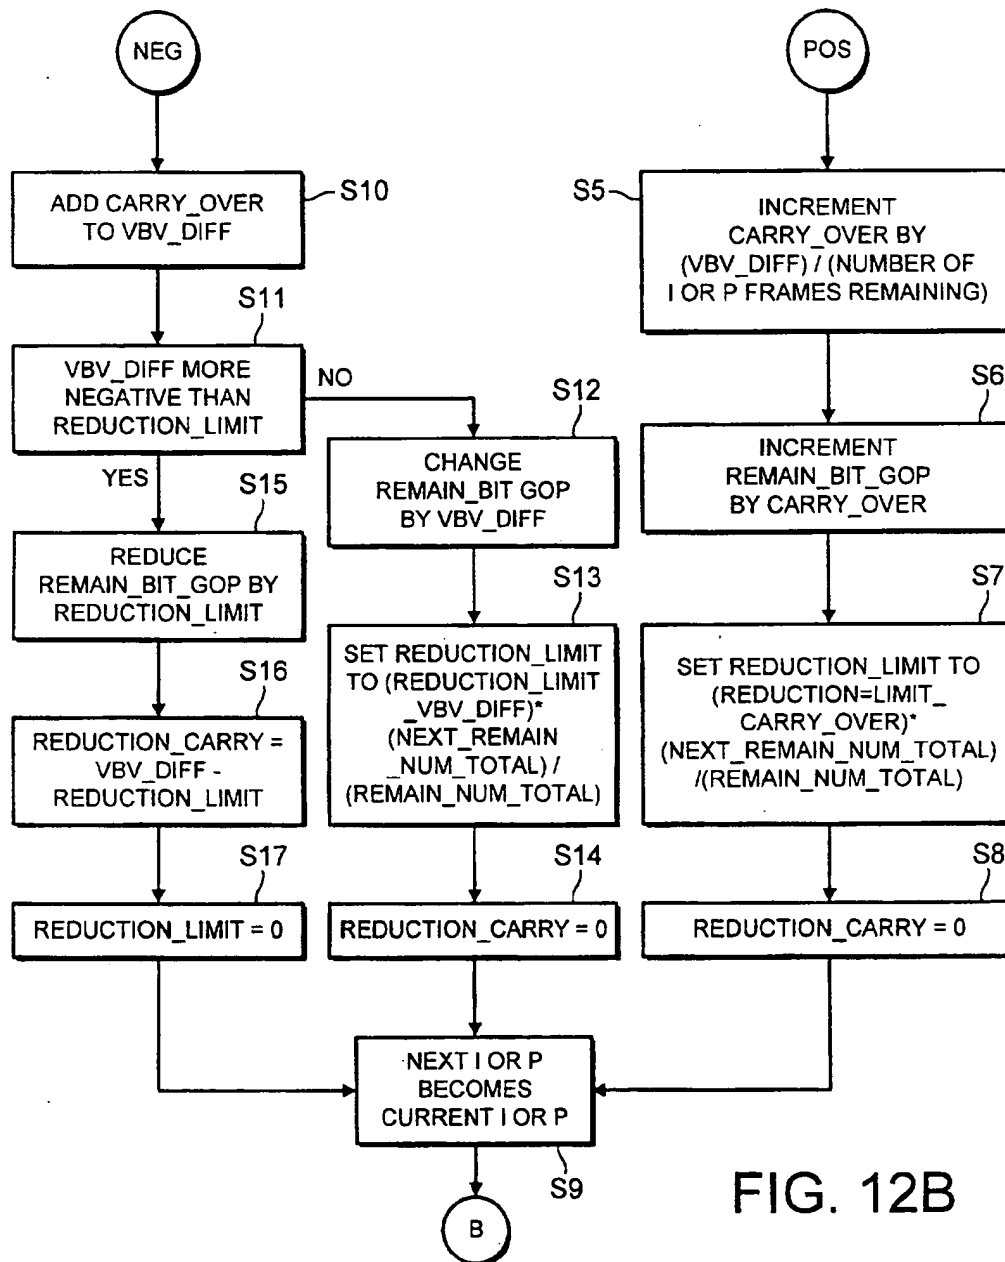 NEG
ADD CARRY_OVER
TO VBV_DIFF
S10
S11
VBV_DIFF MORE
NEGATIVE THAN
REDUCTION_LIMIT
NO
YES
S15
REDUCE
REMAIN_BIT_GOP BY
REDUCTION_LIMIT
S16
REDUCTION_CARRY =
VBV_DIFF -
REDUCTION_LIMIT
S17
REDUCTION_LIMIT = 0
S12
CHANGE
REMAIN_BIT GOP
BY VBV_DIFF
S13
SET REDUCTION_LIMIT
TO (REDUCTION_LIMIT
_VBV_DIFF)*
(NEXT_REMAIN
_NUM_TOTAL) /
(REMAIN_NUM_TOTAL)
S14
REDUCTION_CARRY = 0
POS
S5
INCREMENT
CARRY_OVER BY
(VBV_DIFF) / (NUMBER OF
I OR P FRAMES REMAINING)
S6
INCREMENT
REMAIN_BIT_GOP
BY CARRY_OVER
S7
SET REDUCTION_LIMIT TO
(REDUCTION=LIMIT_
CARRY_OVER)*
(NEXT_REMAIN_NUM_TOTAL)
/(REMAIN_NUM_TOTAL)
S8
REDUCTION_CARRY = 0
NEXT I OR P
BECOMES
CURRENT I OR P
S9
B
FIG. 12B